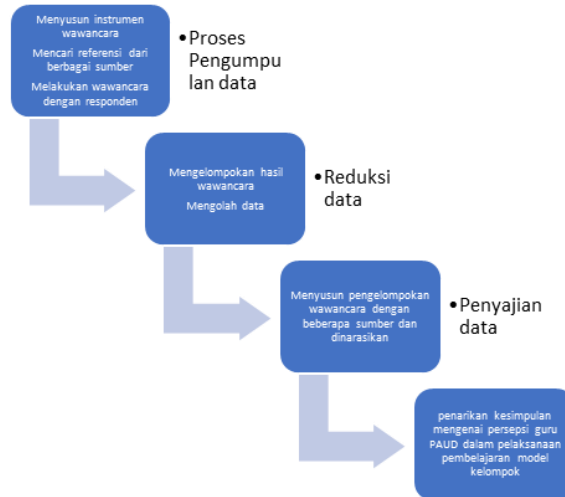 Menyusun instrumen
wawancara
Mencari referensi dari
berbagai sumber
Melakukan wawancara
dengan responden
•Proses
Pengumpu
lan data
Mengelompokan hasil
wawancara
Mengolah data
•Reduksi
data
Menyusun pengelompokan
wawancara dengan
beberapa sumber dan
dinarasikan
•Penyajian
data
penarikan kesimpulan
mengenai persepsi guru
PAUD dalam pelaksanaan
pembelajaran model
kelompok